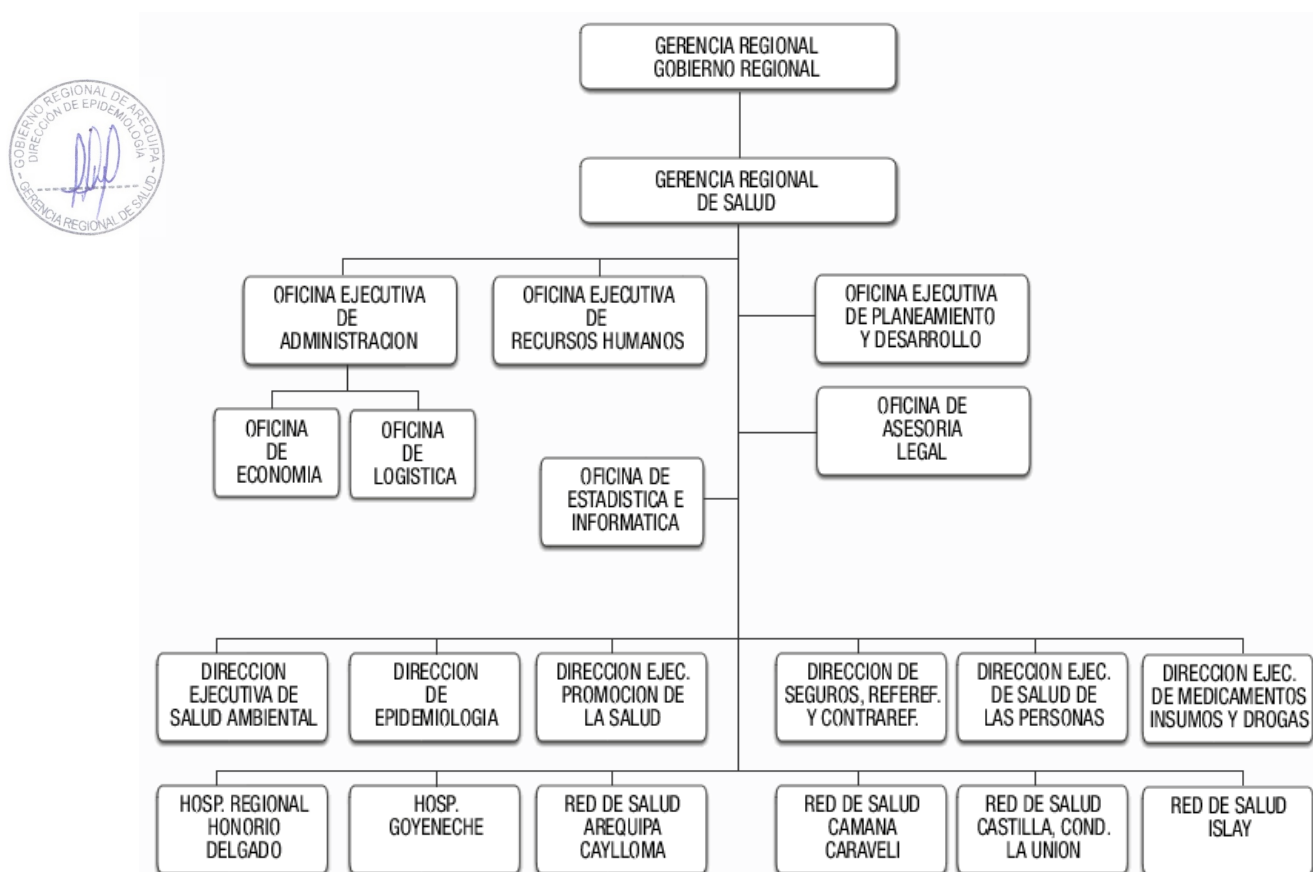 GERENCIA REGIONAL
GOBIERNO REGIONAL
GOBIERNO REGIONAL DE AREQUIPA
DIRECCIÓN DE EPIDEMIOLOGÍA
GERENCIA REGIONAL DE SALUD
GERENCIA REGIONAL
DE SALUD
OFICINA EJECUTIVA
DE
ADMINISTRACION
OFICINA EJECUTIVA
DE
RECURSOS HUMANOS
OFICINA EJECUTIVA
DE PLANEAMIENTO
Y DESARROLLO
OFICINA
DE
ECONOMIA
OFICINA
DE
LOGISTICA
OFICINA DE
ASESORIA
LEGAL
OFICINA DE
ESTADISTICA E
INFORMATICA
DIRECCION
EJECUTIVA DE
SALUD AMBIENTAL
DIRECCION
DE
EPIDEMIOLOGIA
DIRECCION EJEC.
PROMOCION DE
LA SALUD
DIRECCION DE
SEGUROS, REFEREF.
Y CONTRAREF.
DIRECCION EJEC.
DE SALUD DE
LAS PERSONAS
DIRECCION EJEC.
DE MEDICAMENTOS
INSUMOS Y DROGAS
HOSP. REGIONAL
HONORIO
DELGADO
HOSP.
GOYENECHE
RED DE SALUD
AREQUIPA
CAYLLOMA
RED DE SALUD
CAMANA
CARAVELI
RED DE SALUD
CASTILLA, COND.
LA UNION
RED DE SALUD
ISLAY